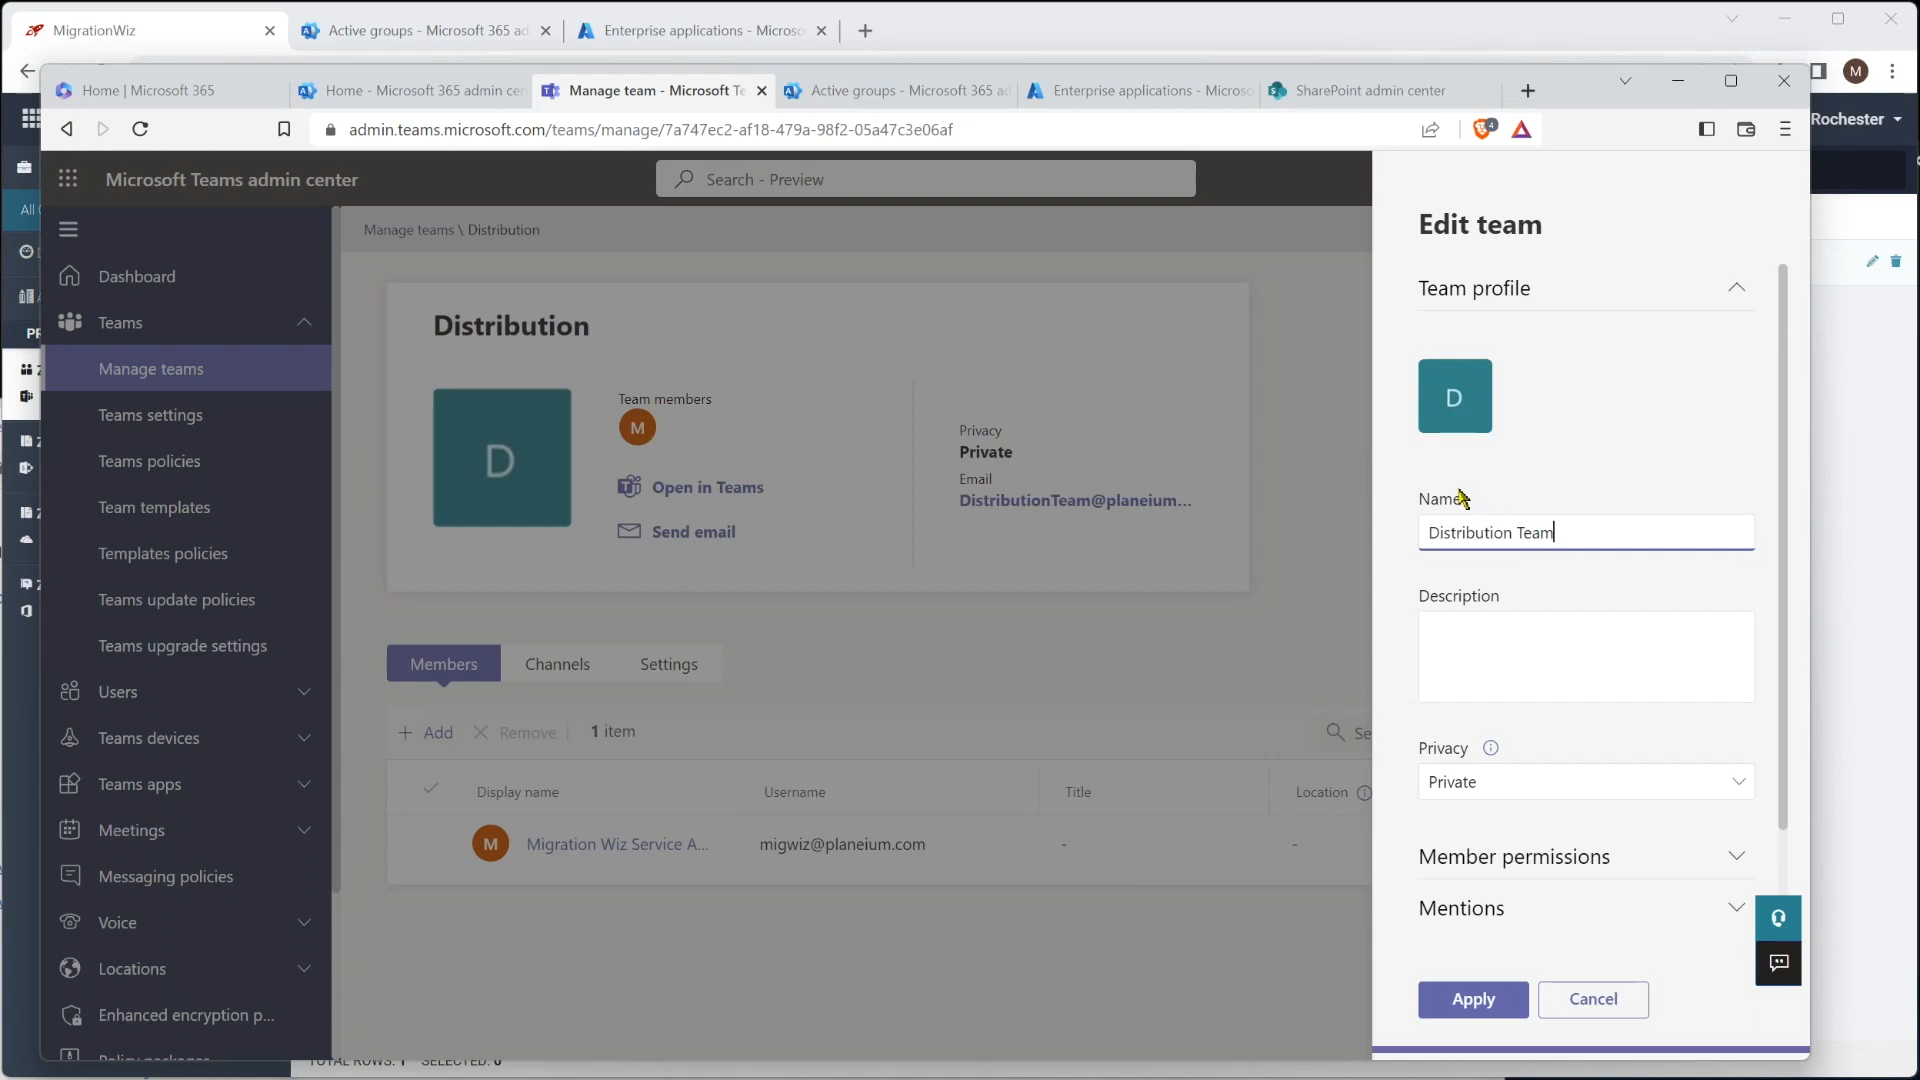 MigrationWiz
Active groups - Microsoft 365 ad
Enterprise applications - Microso
M
Rochester
Home | Microsoft 365
Home - Microsoft 365 admin cen
Manage team - Microsoft Te
Active groups - Microsoft 365 ad
Enterprise applications - Microso
SharePoint admin center
admin.teams.microsoft.com/teams/manage/7a747ec2-af18-479a-98f2-05a47c3e06af
4
Microsoft Teams admin center
Search - Preview
All
PR
Dashboard
Teams
Manage teams
Teams settings
Teams policies
Team templates
Templates policies
Teams update policies
Teams upgrade settings
Users
Teams devices
Teams apps
Meetings
Messaging policies
Voice
Locations
Enhanced encryption p...
Policy packages
Manage teams \ Distribution
Distribution
D
Team members
M
Open in Teams
Send email
Privacy
Private
Email
DistributionTeam@planeium...
Members
Channels
Settings
Add
Remove
1 item
Se
Display name
Username
Title
Location
M
Migration Wiz Service A...
migwiz@planeium.com
-
-
TOTAL ROWS: 1 SELECTED: 0
Edit team
Team profile
D
Name
Distribution Team
Description
Privacy
Private
Member permissions
Mentions
Apply
Cancel